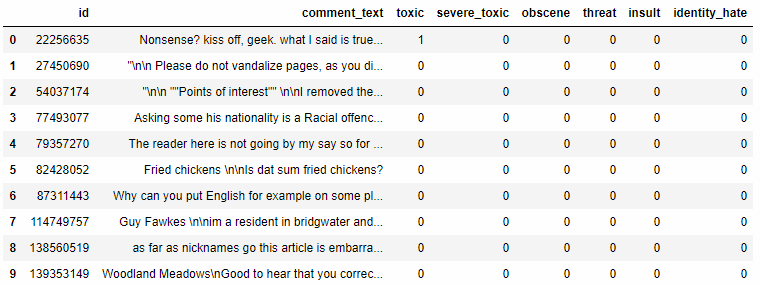 id comment_text toxic severe_toxic obscene threat insult identity_hate
0 22256635 Nonsense? kiss off, geek. what I said is true... 1 0 0 0 0 0
1 27450690 "\n\n Please do not vandalize pages, as you di... 0 0 0 0 0 0
2 54037174 "\n\n ""Points of interest"" \n\nI removed the... 0 0 0 0 0 0
3 77493077 Asking some his nationality is a Racial offenc... 0 0 0 0 0 0
4 79357270 The reader here is not going by my say so for ... 0 0 0 0 0 0
5 82428052 Fried chickens \n\nIs dat sum fried chickens? 0 0 0 0 0 0
6 87311443 Why can you put English for example on some pl... 0 0 0 0 0 0
7 114749757 Guy Fawkes \n\nim a resident in bridgwater and... 0 0 0 0 0 0
8 138560519 as far as nicknames go this article is embarra... 0 0 0 0 0 0
9 139353149 Woodland Meadows\nGood to hear that you correc... 0 0 0 0 0 0